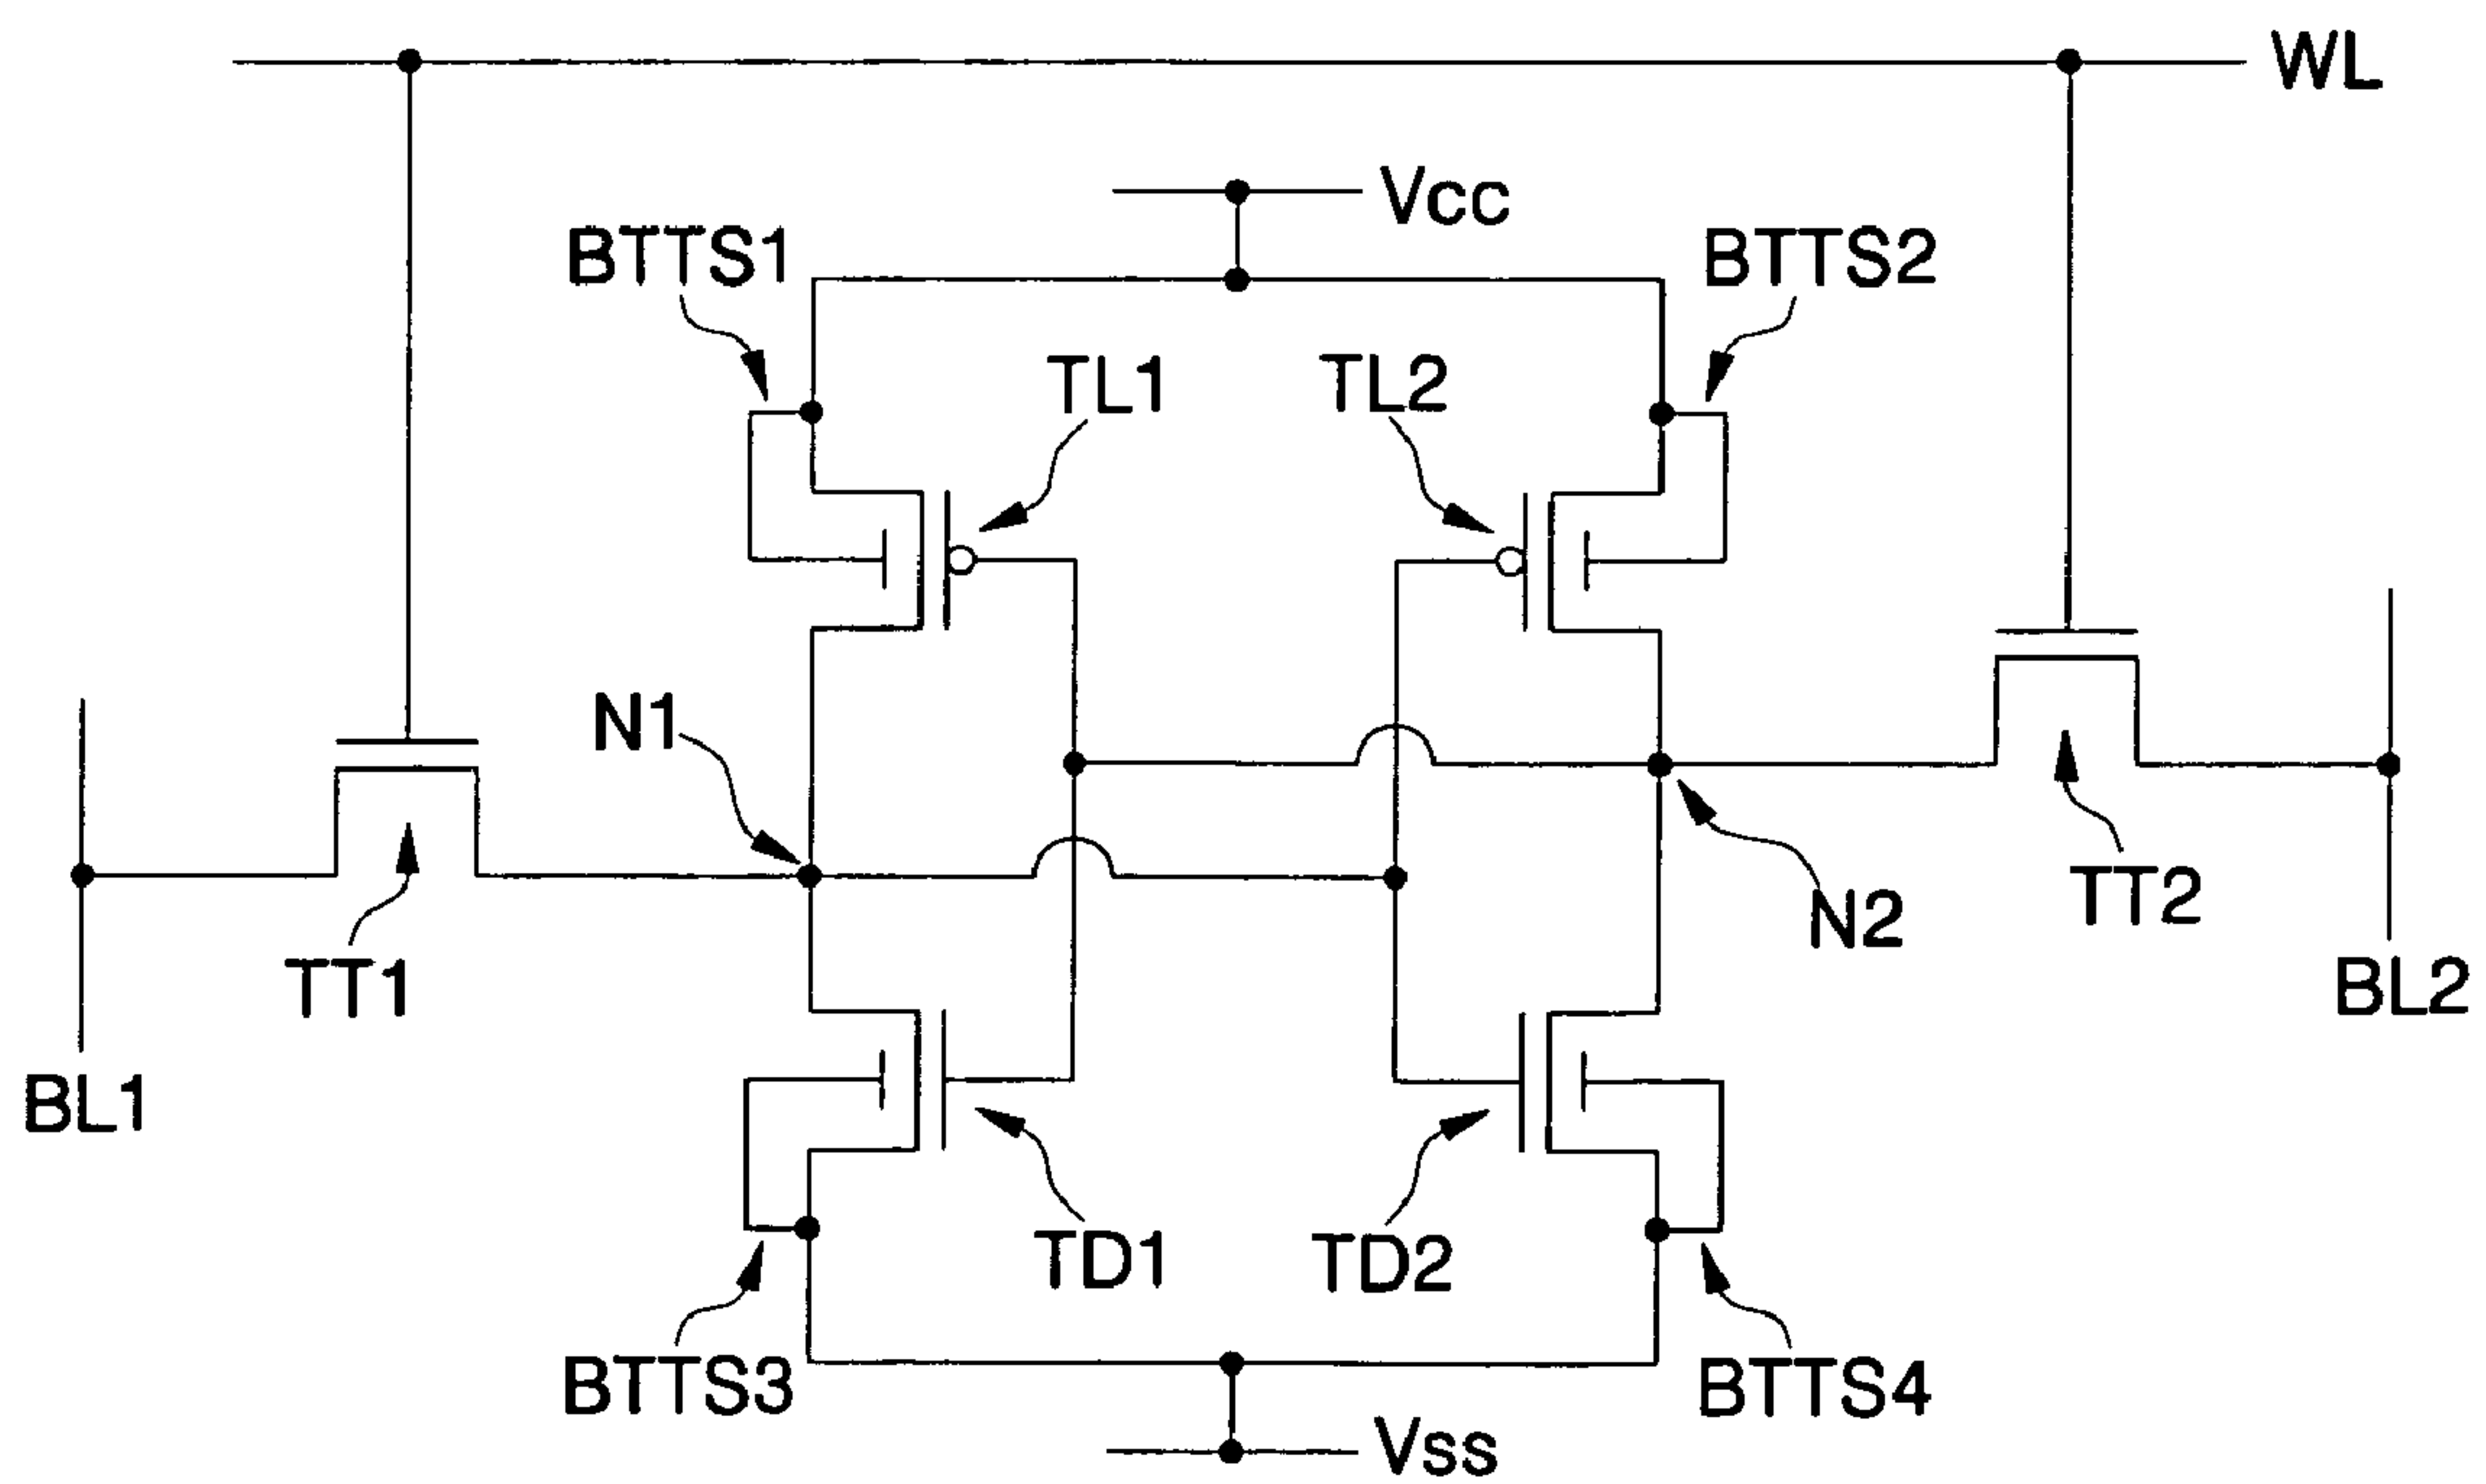 WL
Vcc
BTTS1
BTTS2
TL1
TL2
N1
TT2
N2
TT1
BL2
BL1
TD1
TD2
BTTS3
BTTS4
Vss